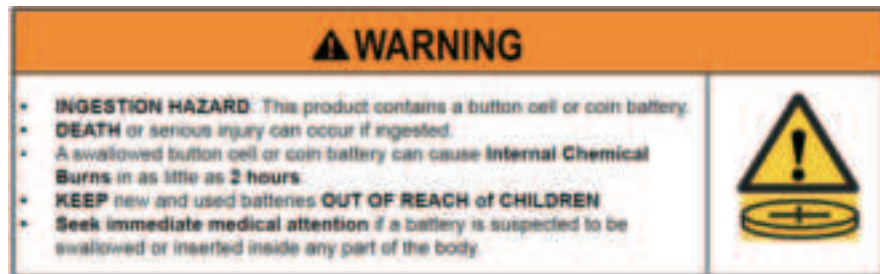 WARNING
• INGESTION HAZARD: This product contains a button cell or coin battery.
• DEATH or serious injury can occur if ingested.
• A swallowed button cell or coin battery can cause Internal Chemical
Burns in as little as 2 hours.
• KEEP new and used batteries OUT OF REACH of CHILDREN
• Seek immediate medical attention if a battery is suspected to be
swallowed or inserted inside any part of the body.